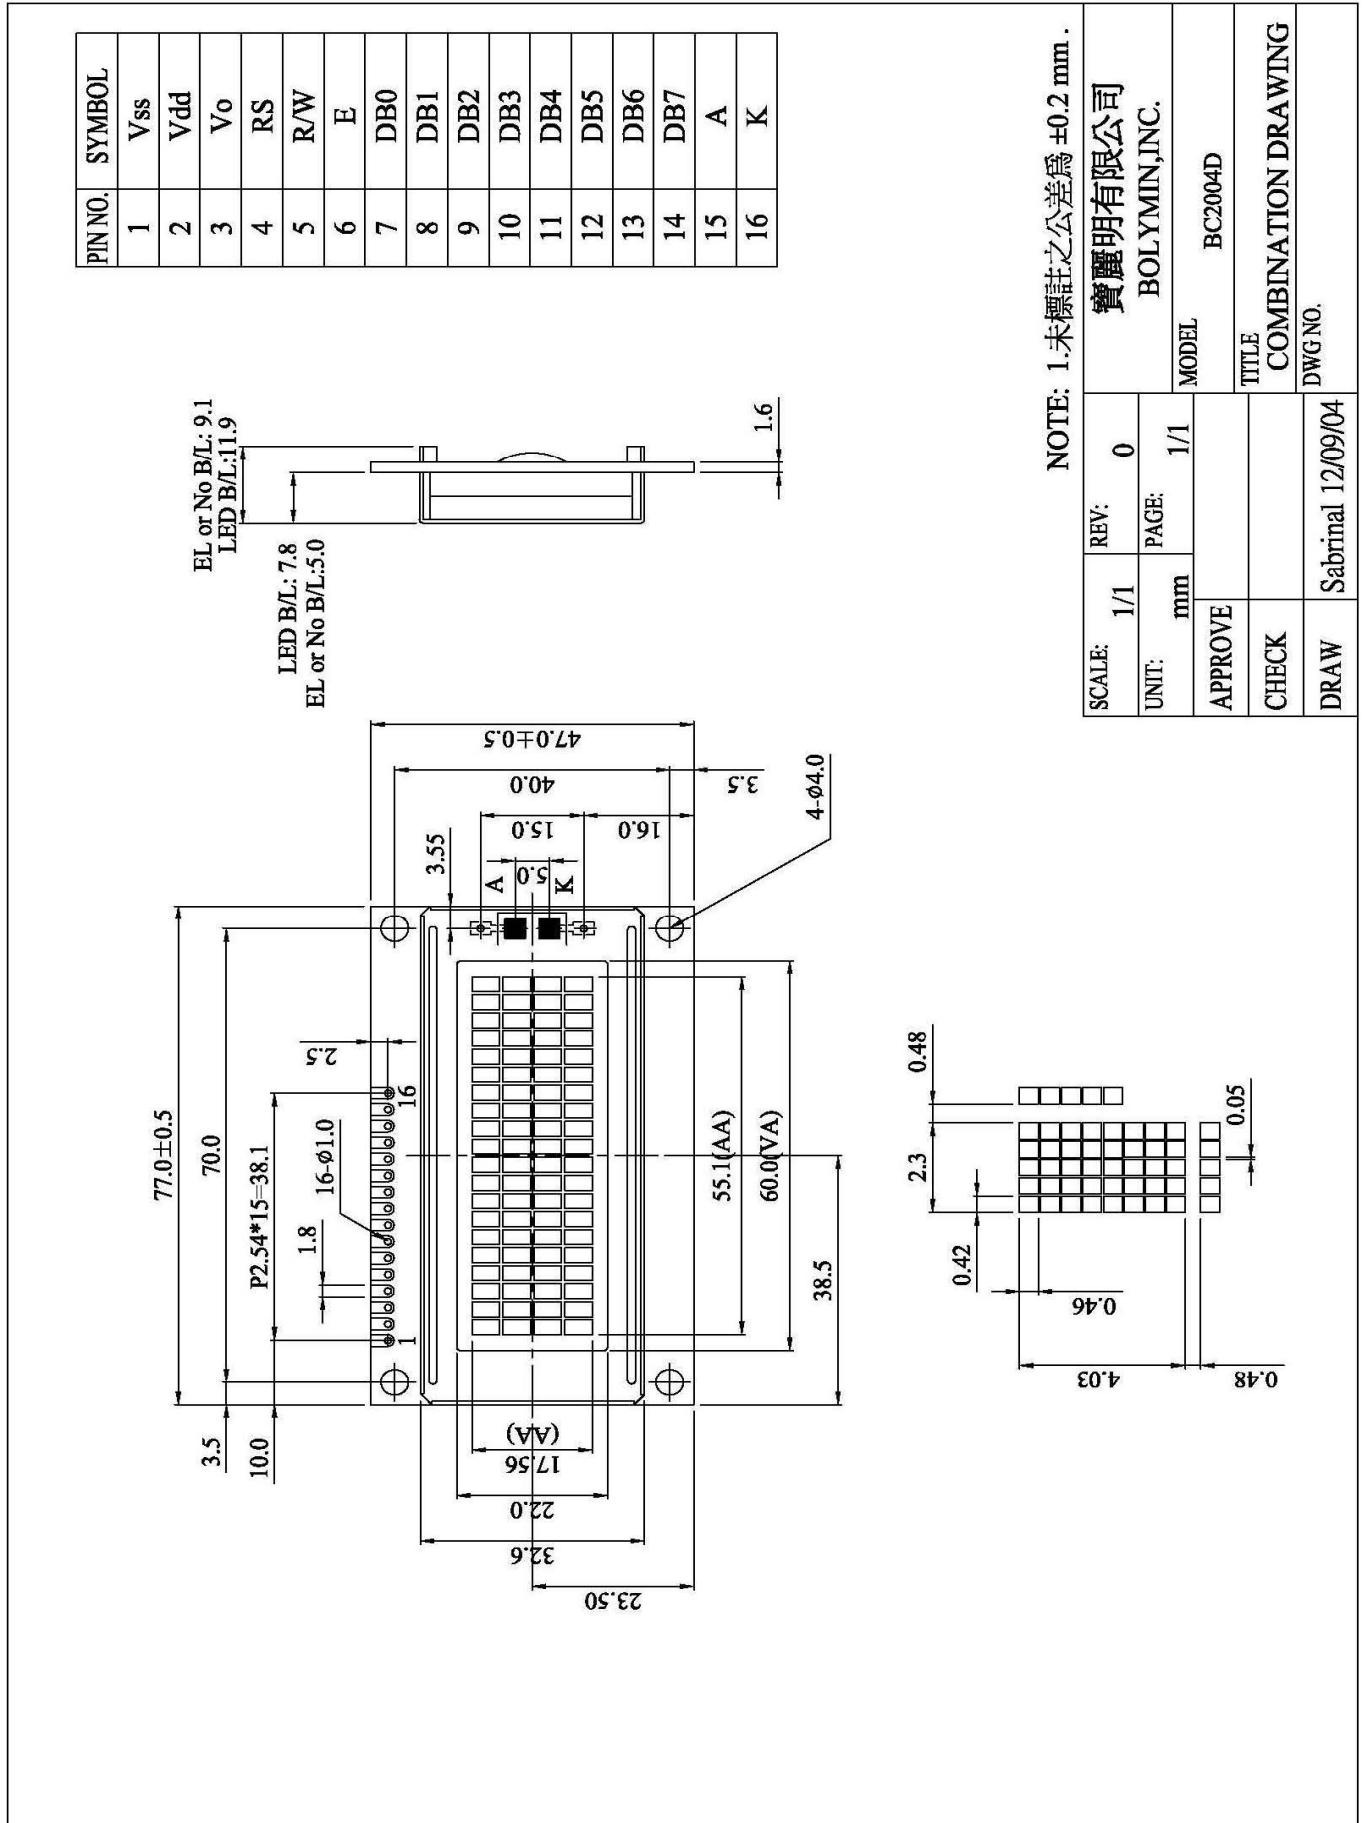 77.0±0.5
3.5
70.0
10.0
P2.54*15=38.1
1.8
16-ø1.0
2.5
1
16
3.55
A
K
5.0
15.0
16.0
40.0
3.5
47.0±0.5
4-ø4.0
17.56
(AA)
22.0
32.6
23.50
55.1(AA)
60.0(VA)
38.5
EL or No B/L: 9.1
LED B/L:11.9
LED B/L: 7.8
EL or No B/L:5.0
1.6
PIN NO. SYMBOL
1 Vss
2 Vdd
3 Vo
4 RS
5 R/W
6 E
7 DB0
8 DB1
9 DB2
10 DB3
11 DB4
12 DB5
13 DB6
14 DB7
15 A
16 K
0.42
2.3
0.48
0.46
4.03
0.48
0.05
NOTE: 1.未標註之公差爲 ±0.2 mm .
SCALE: 1/1
REV: 0
寶麗明有限公司
BOLYMIN,INC.
UNIT: mm
PAGE: 1/1
MODEL
BC2004D
APPROVE
CHECK
TITLE
COMBINATION DRAWING
DRAW Sabrinal 12/09/04
DWG NO.